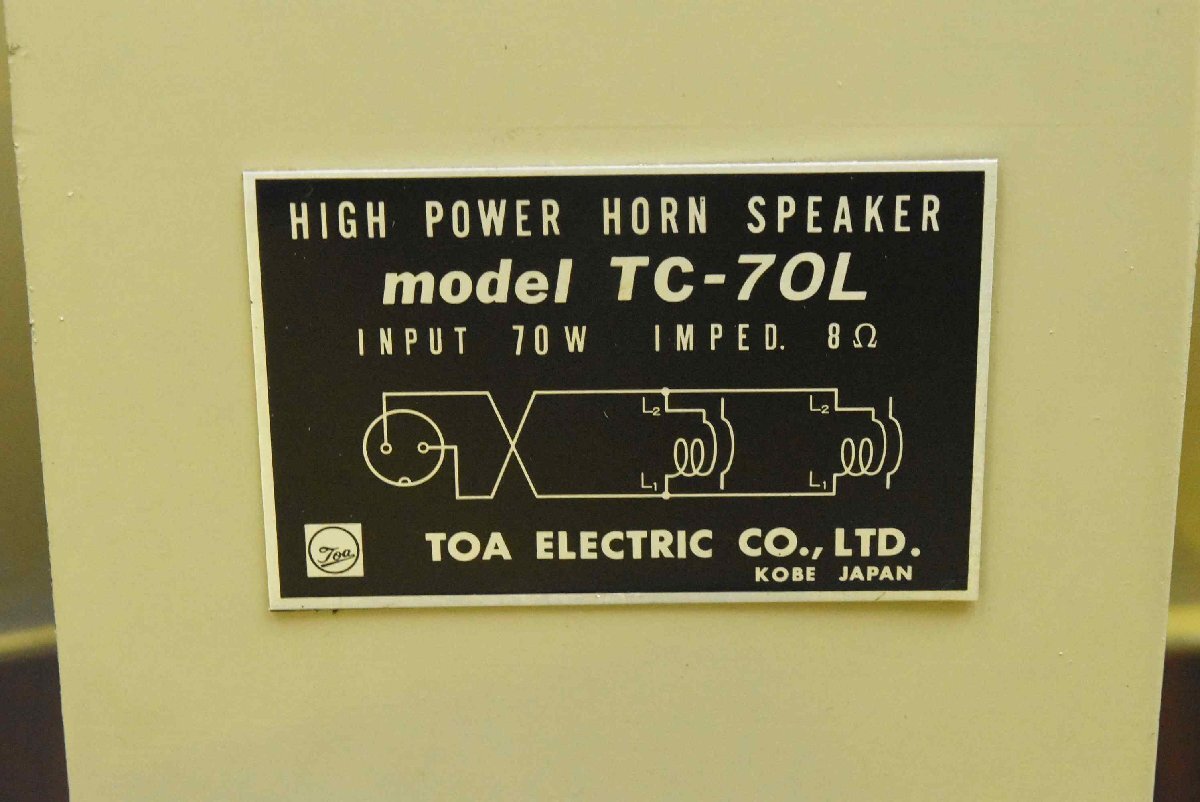 HIGH POWER HORN SPEAKER
model TC-70L
INPUT 70W IMPED. 8Ω
L2 L2
L1 L1
Toa TOA ELECTRIC CO., LTD.
KOBE JAPAN